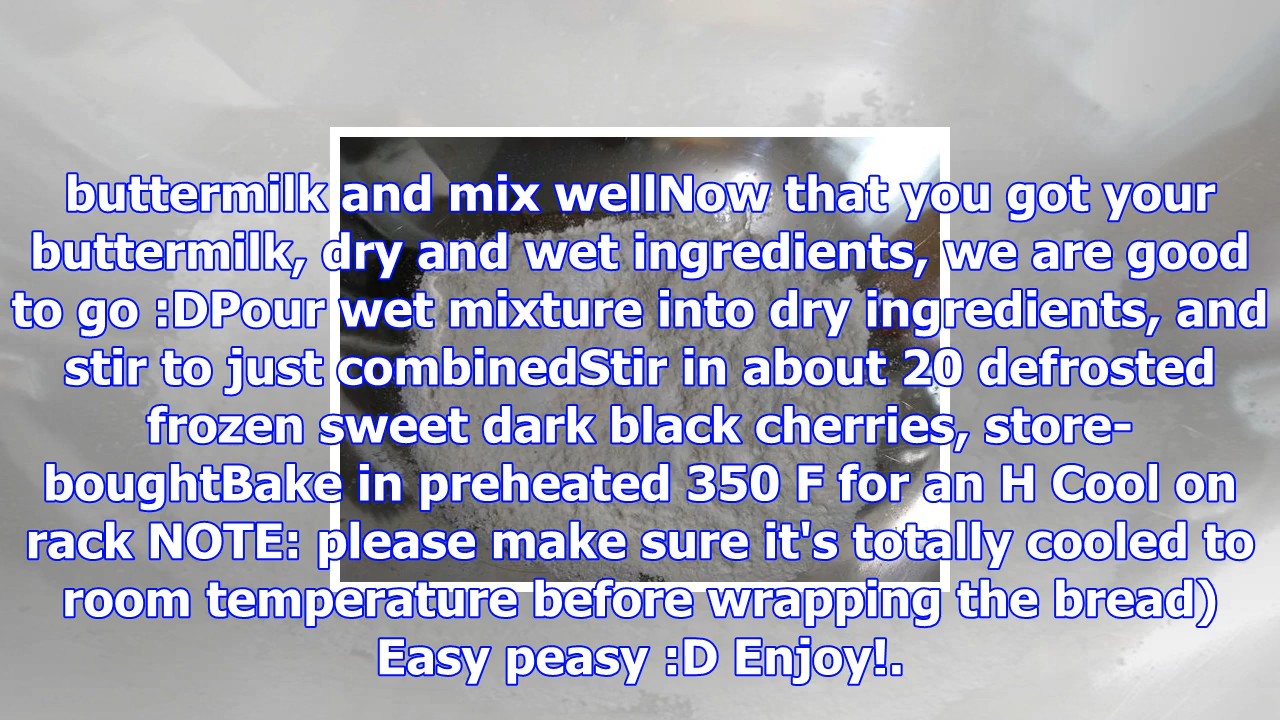 buttermilk and mix wellNow that you got your
buttermilk, dry and wet ingredients, we are good
to go :DPour wet mixture into dry ingredients, and
stir to just combinedStir in about 20 defrosted
frozen sweet dark black cherries, store-
boughtBake in preheated 350 F for an H Cool on
rack NOTE: please make sure it's totally cooled to
room temperature before wrapping the bread)
Easy peasy :D Enjoy!.